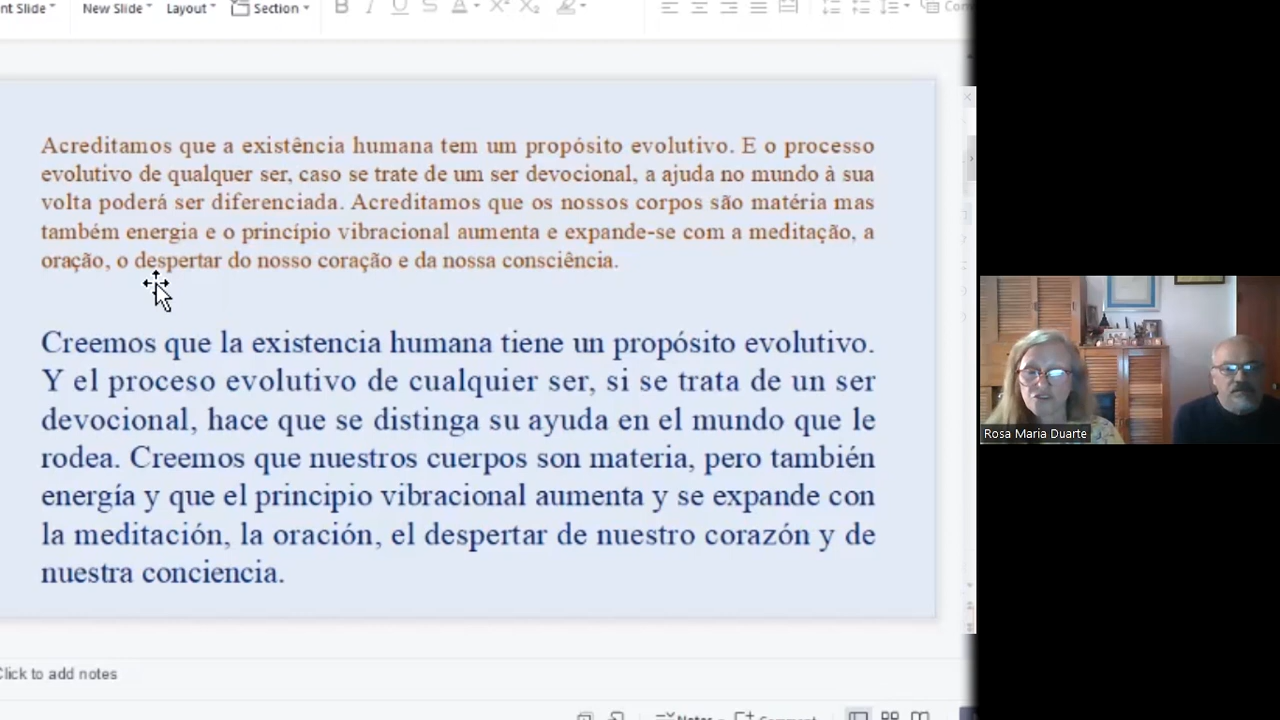 nt Slide
New Slide
Layout
Section
B I U S A X² X₂
Acreditamos que a existência humana tem um propósito evolutivo. E o processo
evolutivo de qualquer ser, caso se trate de um ser devocional, a ajuda no mundo à sua
volta poderá ser diferenciada. Acreditamos que os nossos corpos são matéria mas
também energia e o princípio vibracional aumenta e expande-se com a meditação, a
oração, o despertar do nosso coração e da nossa consciência.
Creemos que la existencia humana tiene un propósito evolutivo.
Y el proceso evolutivo de cualquier ser, si se trata de un ser
devocional, hace que se distinga su ayuda en el mundo que le
rodea. Creemos que nuestros cuerpos son materia, pero también
energía y que el principio vibracional aumenta y se expande con
la meditación, la oración, el despertar de nuestro corazón y de
nuestra conciencia.
Rosa Maria Duarte
Click to add notes
Notes
Comment